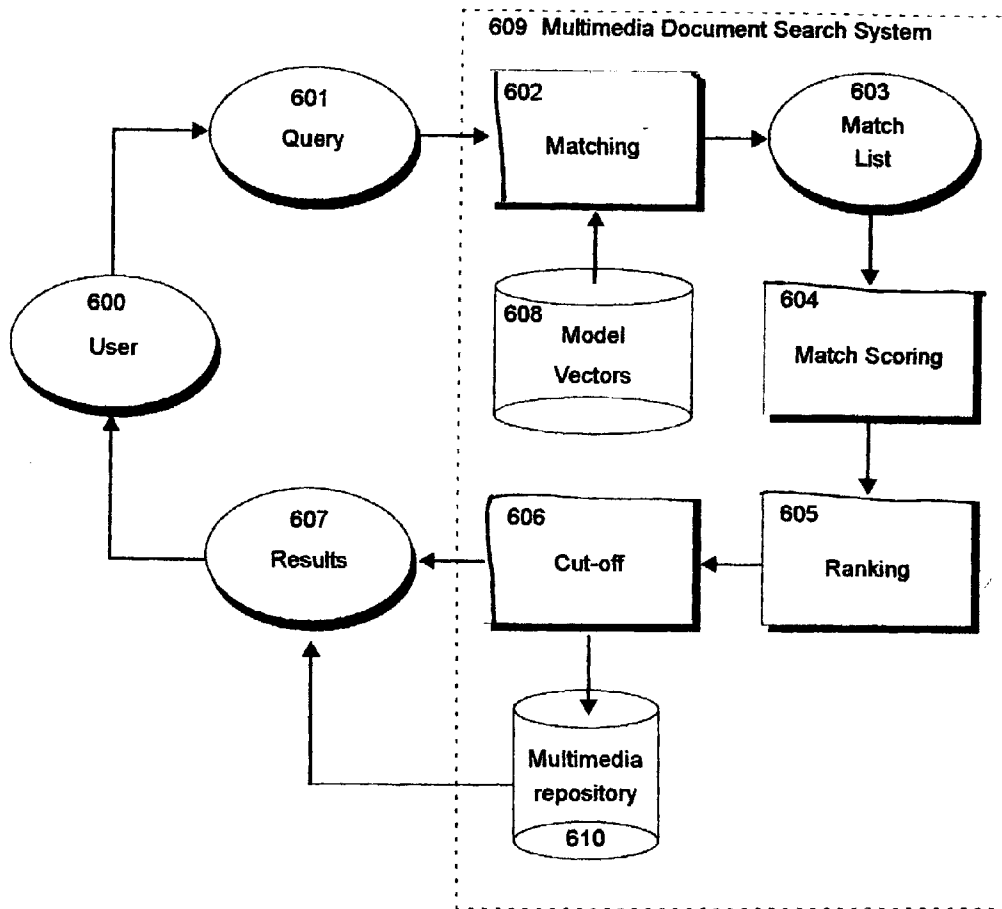 609 Multimedia Document Search System
601
Query
602
Matching
603
Match
List
600
User
608
Model
Vectors
604
Match Scoring
607
Results
606
Cut-off
605
Ranking
Multimedia
repository
610